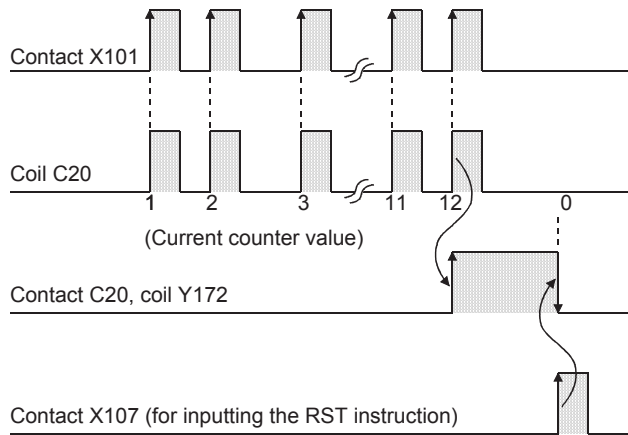 Contact X101
Coil C20
1 2 3 11 12 0
(Current counter value)
Contact C20, coil Y172
Contact X107 (for inputting the RST instruction)